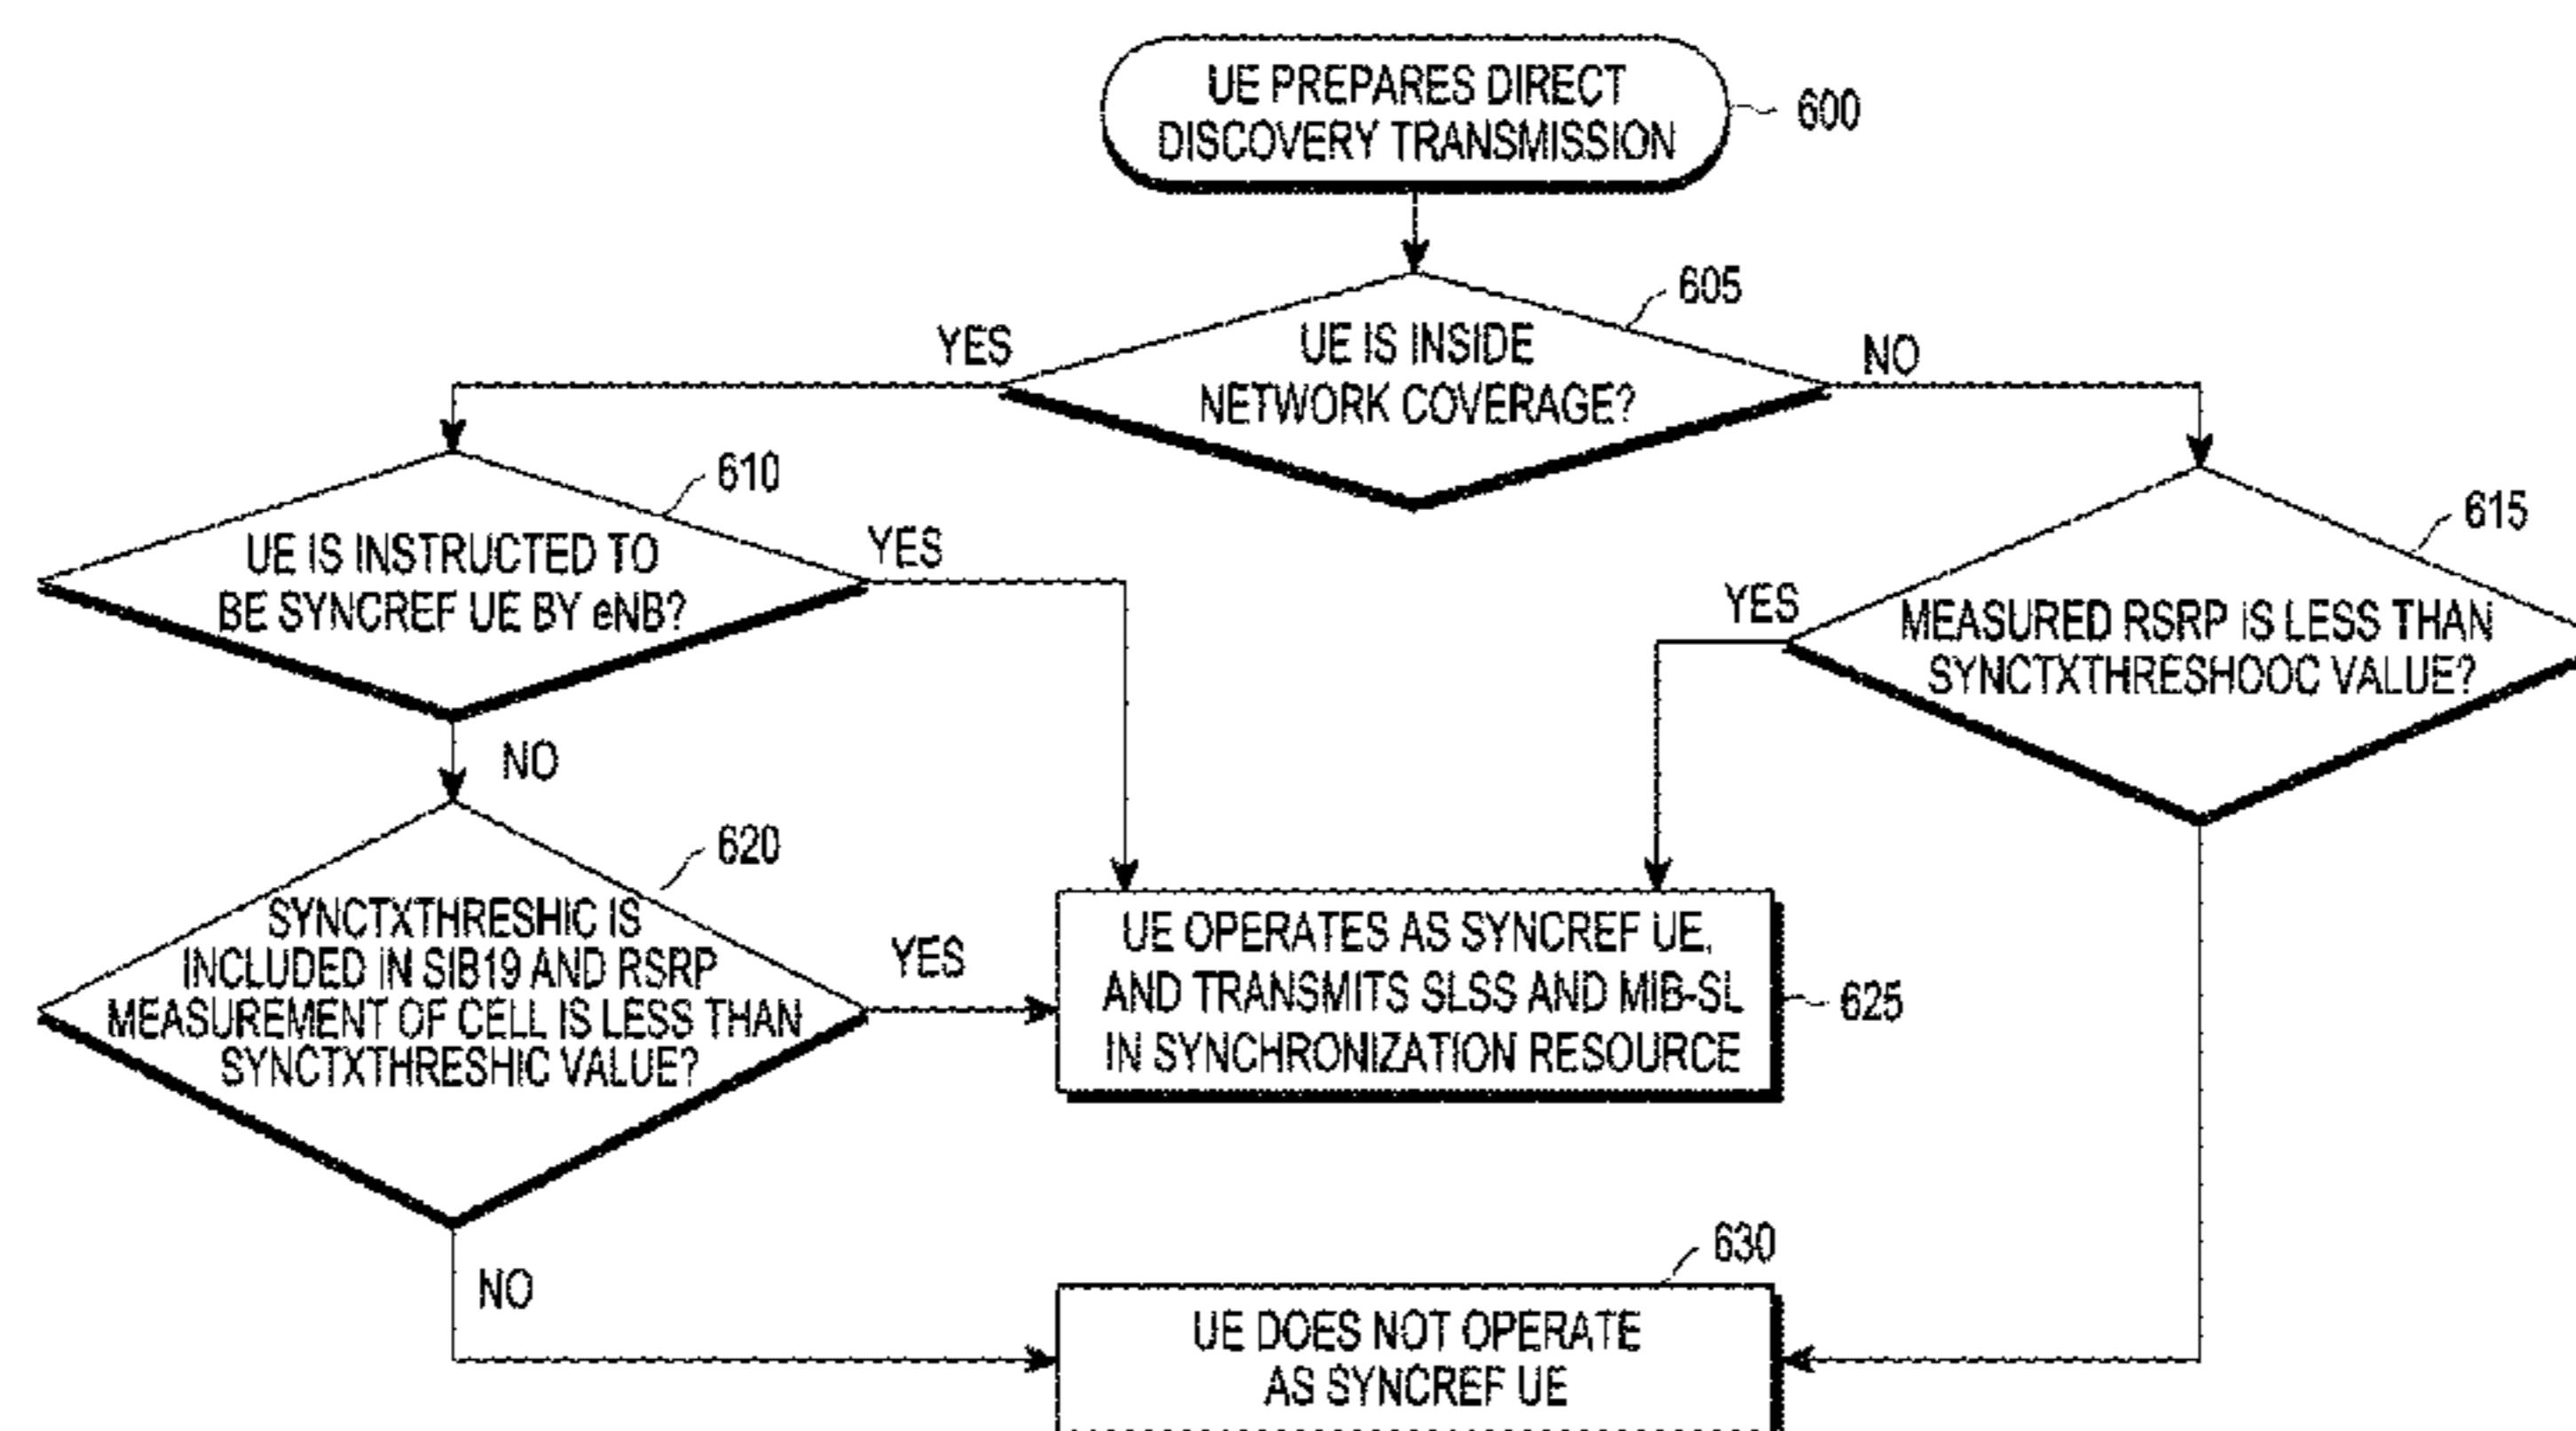 UE PREPARES DIRECT
DISCOVERY TRANSMISSION
600
605
YES
UE IS INSIDE
NETWORK COVERAGE?
NO
610
UE IS INSTRUCTED TO
BE SYNCREF UE BY eNB?
YES
615
YES
MEASURED RSRP IS LESS THAN
SYNCTXTHRESHOOC VALUE?
NO
620
SYNCTXTHRESHIC IS
INCLUDED IN SIB19 AND RSRP
MEASUREMENT OF CELL IS LESS THAN
SYNCTXTHRESHIC VALUE?
YES
UE OPERATES AS SYNCREF UE,
AND TRANSMITS SLSS AND MIB-SL
IN SYNCHRONIZATION RESOURCE
625
NO
630
UE DOES NOT OPERATE
AS SYNCREF UE